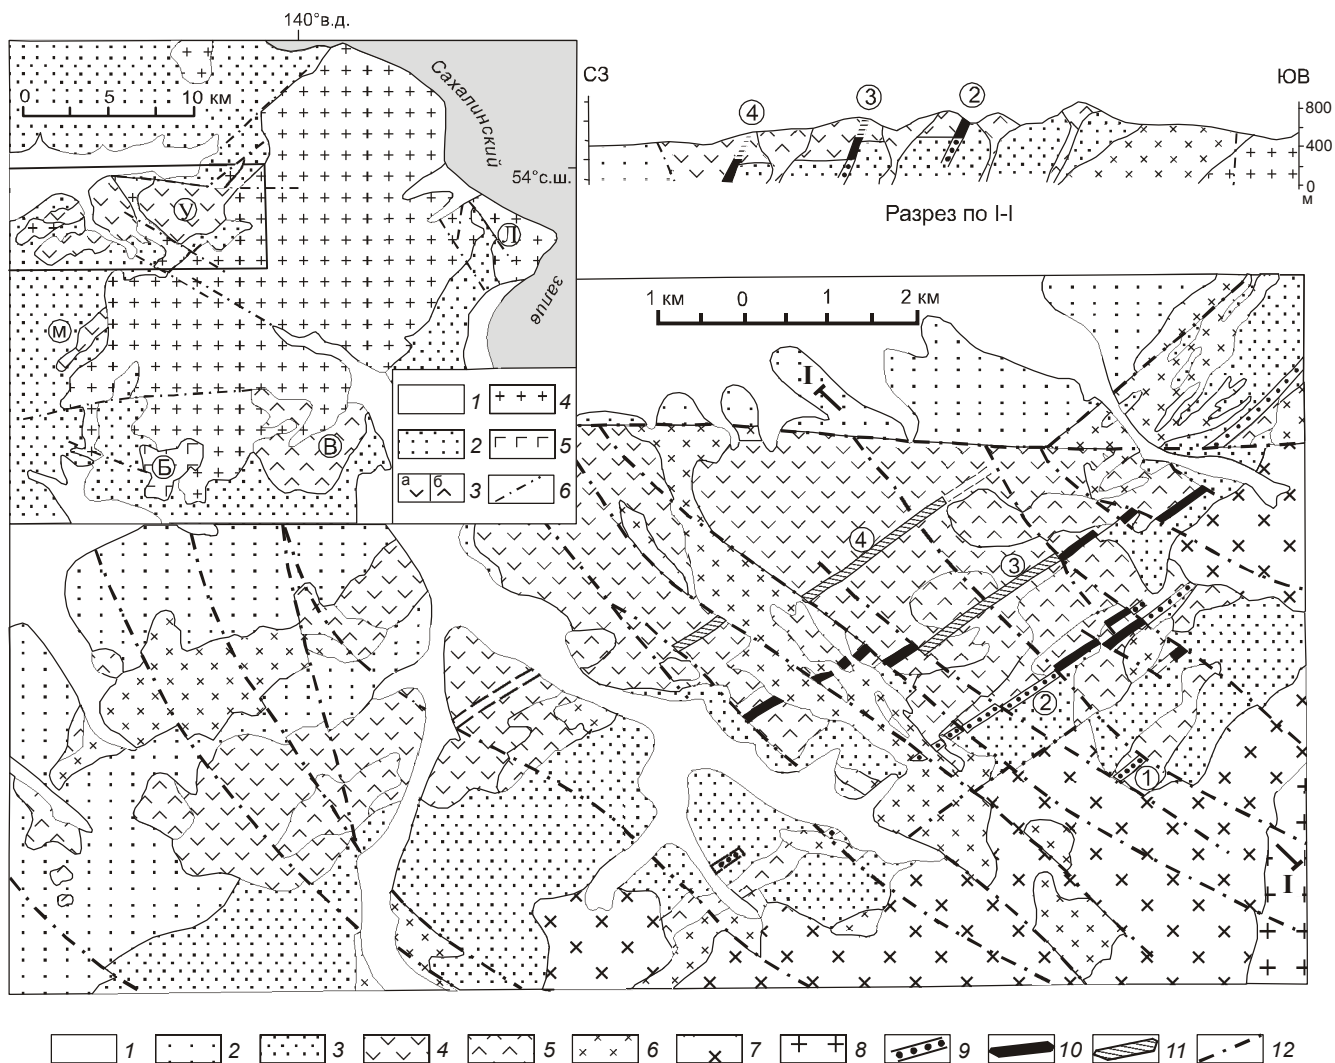 140°в.д.
0 5 10 км
Сахалинский
залив
54°с.ш.
У
Л
м
Б
В
1 4
2 5
а б 3 6
СЗ ЮВ
4 3 2
800
400
0
м
Разрез по I-I
1 км 0 1 2 км
I
4
3
2
1
I
1 2 3 4 5 6 7 8 9 10 11 12